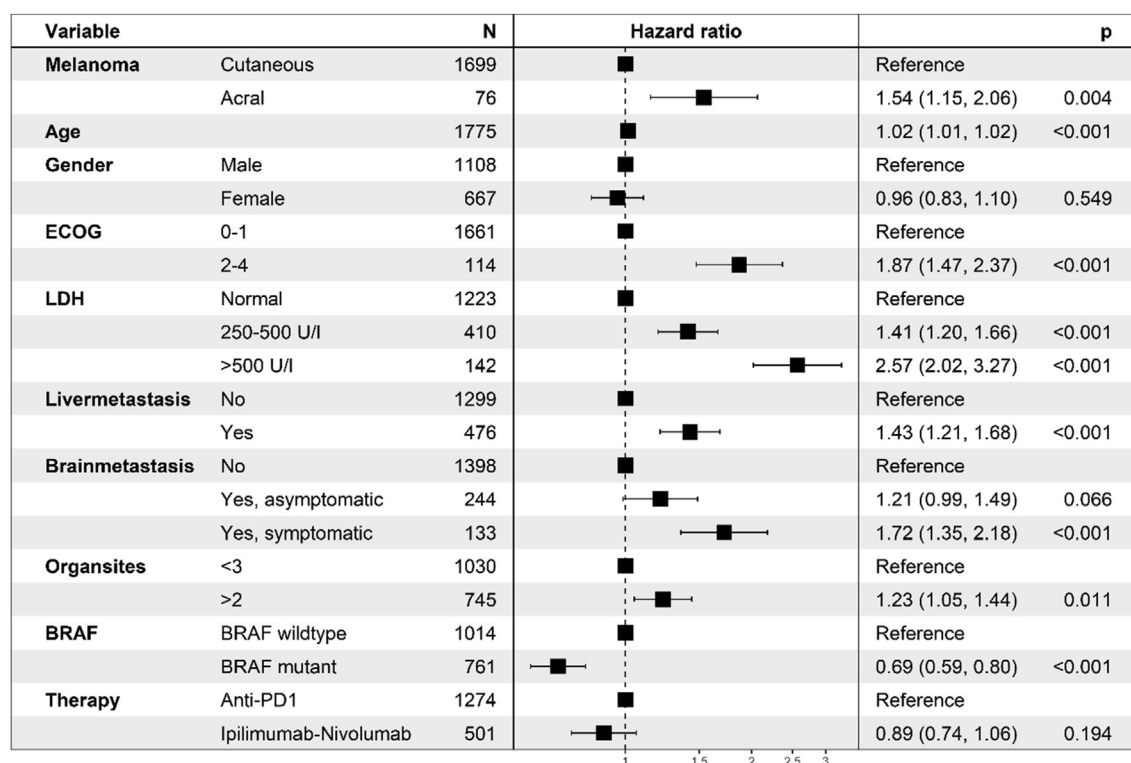 Variable N Hazard ratio p
Melanoma Cutaneous 1699 Reference
Acral 76 1.54 (1.15, 2.06) 0.004
Age 1775 1.02 (1.01, 1.02) <0.001
Gender Male 1108 Reference
Female 667 0.96 (0.83, 1.10) 0.549
ECOG 0-1 1661 Reference
2-4 114 1.87 (1.47, 2.37) <0.001
LDH Normal 1223 Reference
250-500 U/l 410 1.41 (1.20, 1.66) <0.001
>500 U/l 142 2.57 (2.02, 3.27) <0.001
Livermetastasis No 1299 Reference
Yes 476 1.43 (1.21, 1.68) <0.001
Brainmetastasis No 1398 Reference
Yes, asymptomatic 244 1.21 (0.99, 1.49) 0.066
Yes, symptomatic 133 1.72 (1.35, 2.18) <0.001
Organsites <3 1030 Reference
>2 745 1.23 (1.05, 1.44) 0.011
BRAF BRAF wildtype 1014 Reference
BRAF mutant 761 0.69 (0.59, 0.80) <0.001
Therapy Anti-PD1 1274 Reference
Ipilimumab-Nivolumab 501 0.89 (0.74, 1.06) 0.194
1 1.5 2 2.5 3